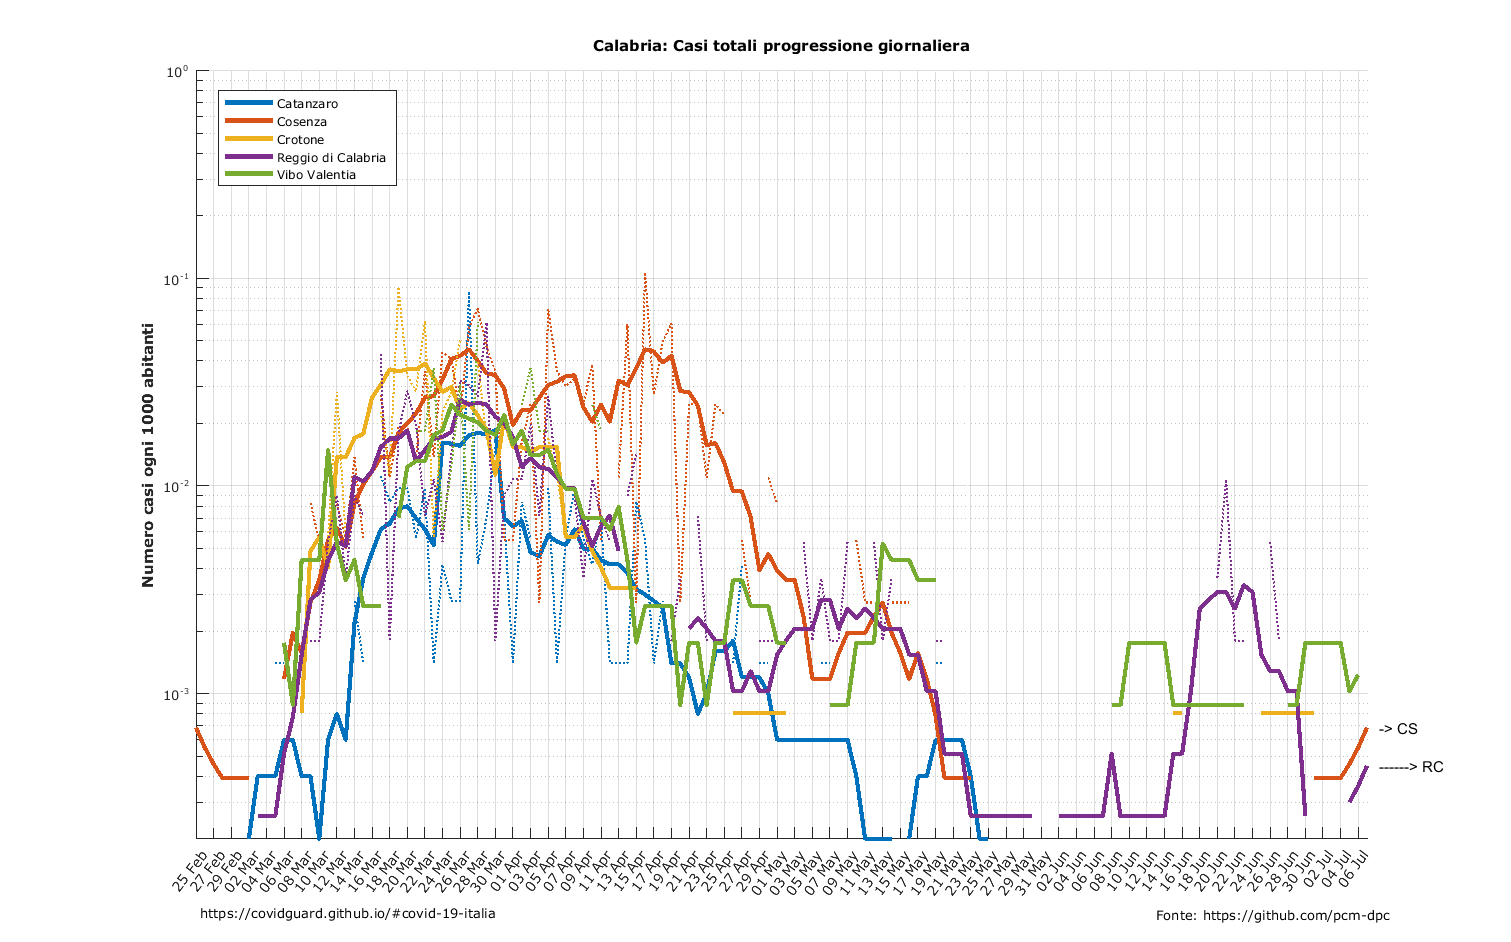 Calabria: Casi totali progressione giornaliera
Numero casi ogni 1000 abitanti
10⁰
10⁻¹
10⁻²
10⁻³
Catanzaro
Cosenza
Crotone
Reggio di Calabria
Vibo Valentia
-> CS
------> RC
25 Feb
27 Feb
29 Feb
02 Mar
04 Mar
06 Mar
08 Mar
10 Mar
12 Mar
14 Mar
16 Mar
18 Mar
20 Mar
22 Mar
24 Mar
26 Mar
28 Mar
30 Mar
01 Apr
03 Apr
05 Apr
07 Apr
09 Apr
11 Apr
13 Apr
15 Apr
17 Apr
19 Apr
21 Apr
23 Apr
25 Apr
27 Apr
29 Apr
01 May
03 May
05 May
07 May
09 May
11 May
13 May
15 May
17 May
19 May
21 May
23 May
25 May
27 May
29 May
31 May
02 Jun
04 Jun
06 Jun
08 Jun
10 Jun
12 Jun
14 Jun
16 Jun
18 Jun
20 Jun
22 Jun
24 Jun
26 Jun
28 Jun
30 Jun
02 Jul
04 Jul
06 Jul
https://covidguard.github.io/#covid-19-italia
Fonte: https://github.com/pcm-dpc